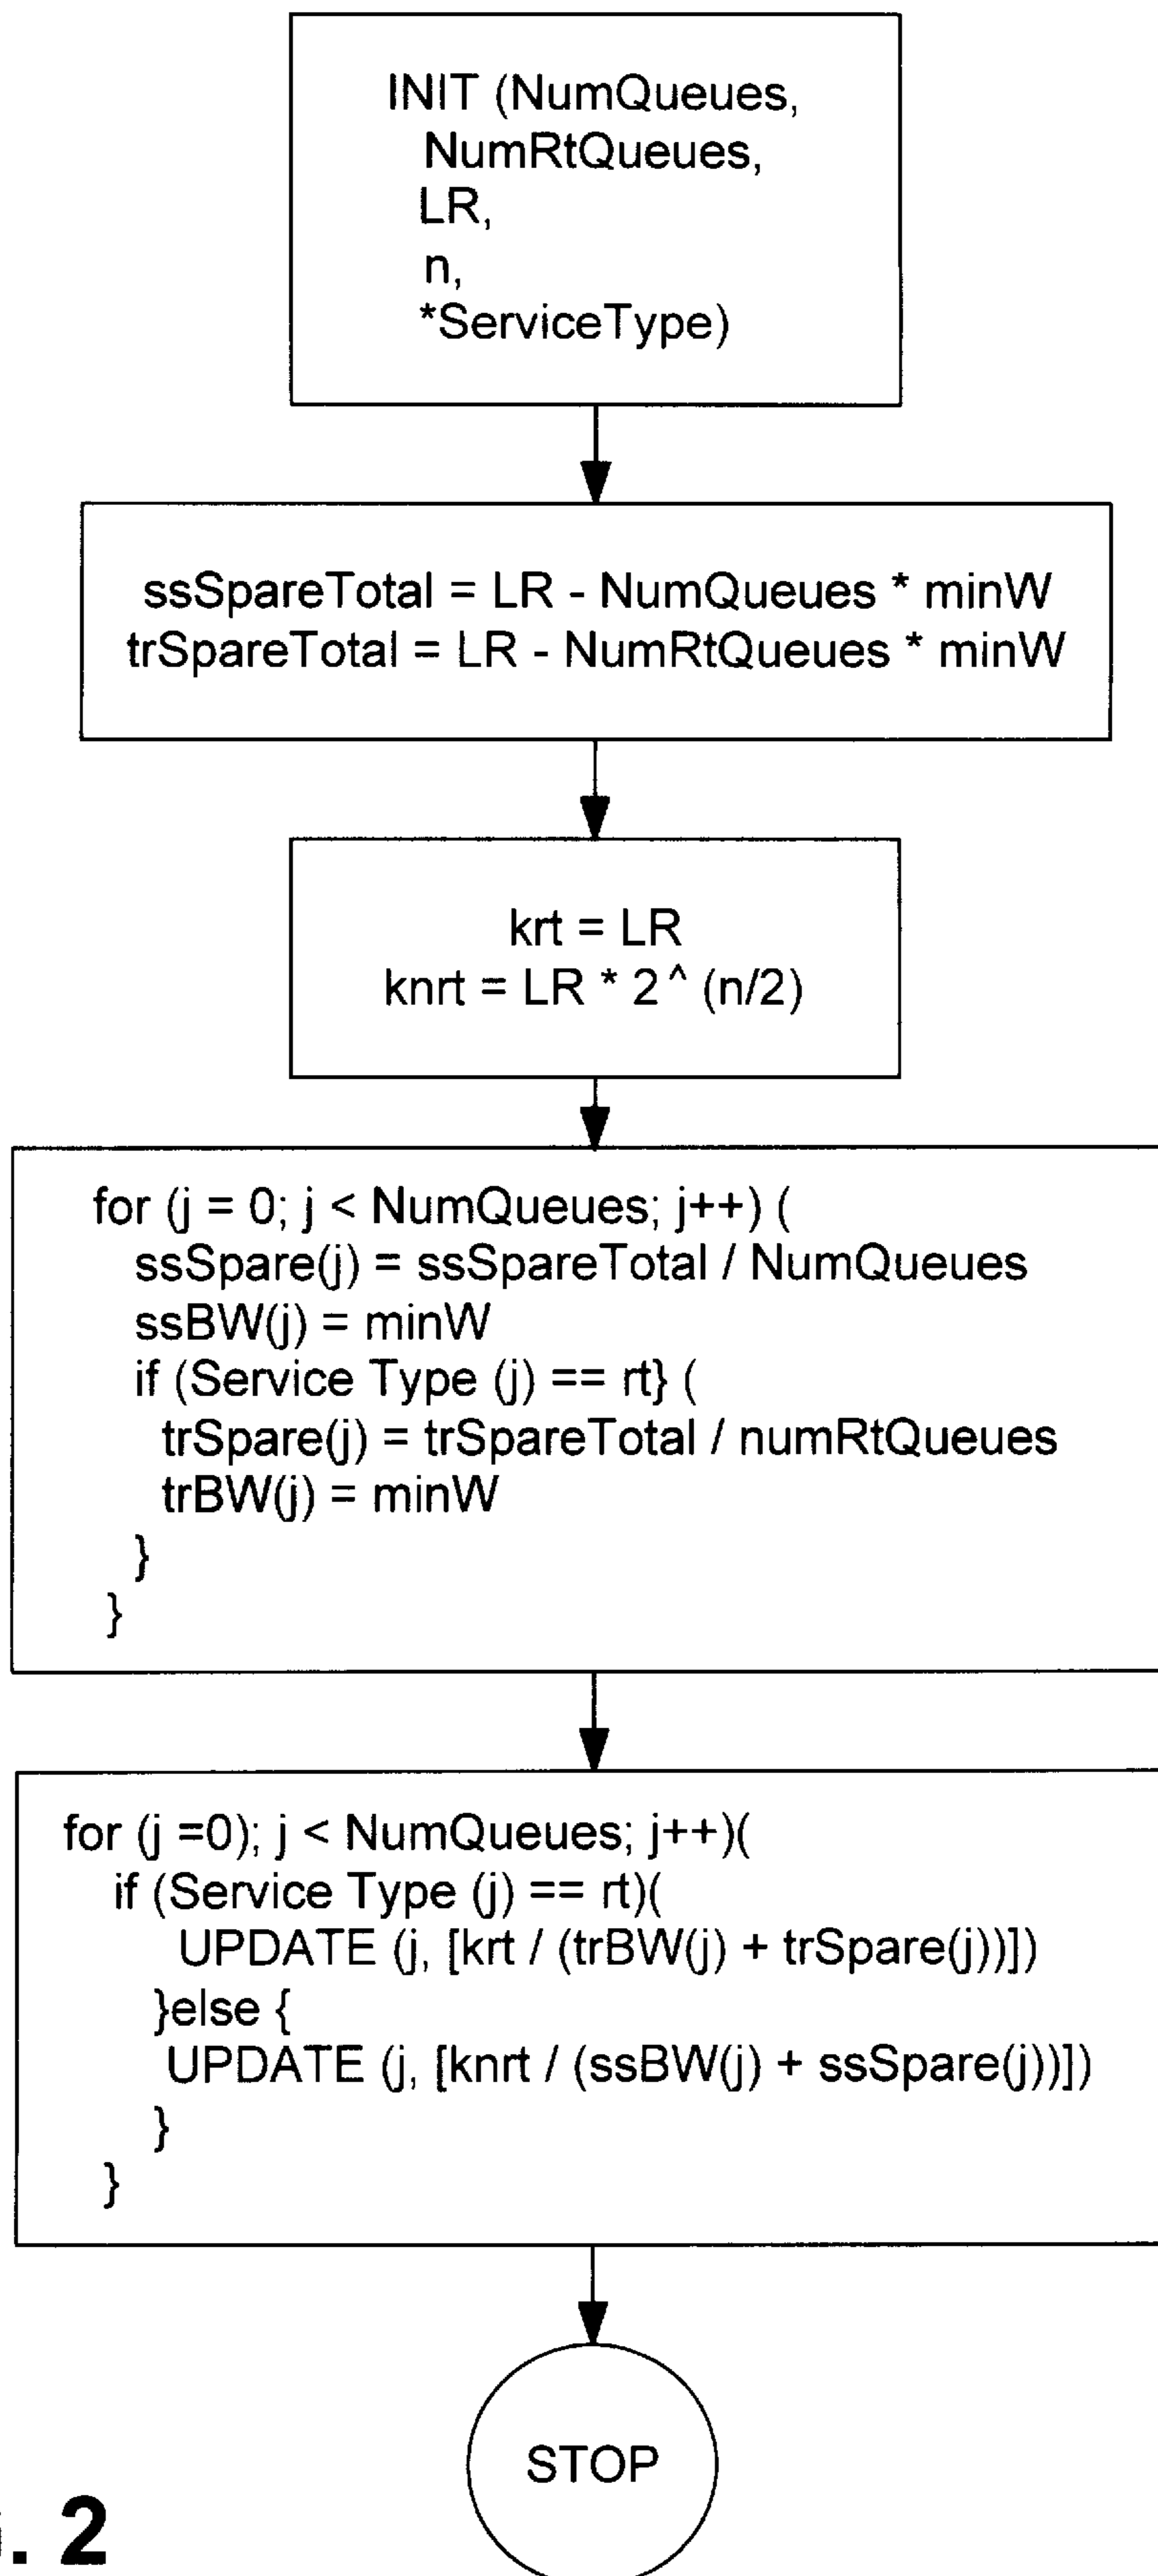 INIT (NumQueues,
NumRtQueues,
LR,
n,
*ServiceType)
ssSpareTotal = LR - NumQueues * minW
trSpareTotal = LR - NumRtQueues * minW
krt = LR
knrt = LR * 2 ^ (n/2)
for (j = 0; j < NumQueues; j++) (
ssSpare(j) = ssSpareTotal / NumQueues
ssBW(j) = minW
if (Service Type (j) == rt} (
trSpare(j) = trSpareTotal / numRtQueues
trBW(j) = minW
}
}
for (j =0); j < NumQueues; j++)(
if (Service Type (j) == rt)(
UPDATE (j, [krt / (trBW(j) + trSpare(j))])
}else {
UPDATE (j, [knrt / (ssBW(j) + ssSpare(j))])
}
}
STOP
. 2